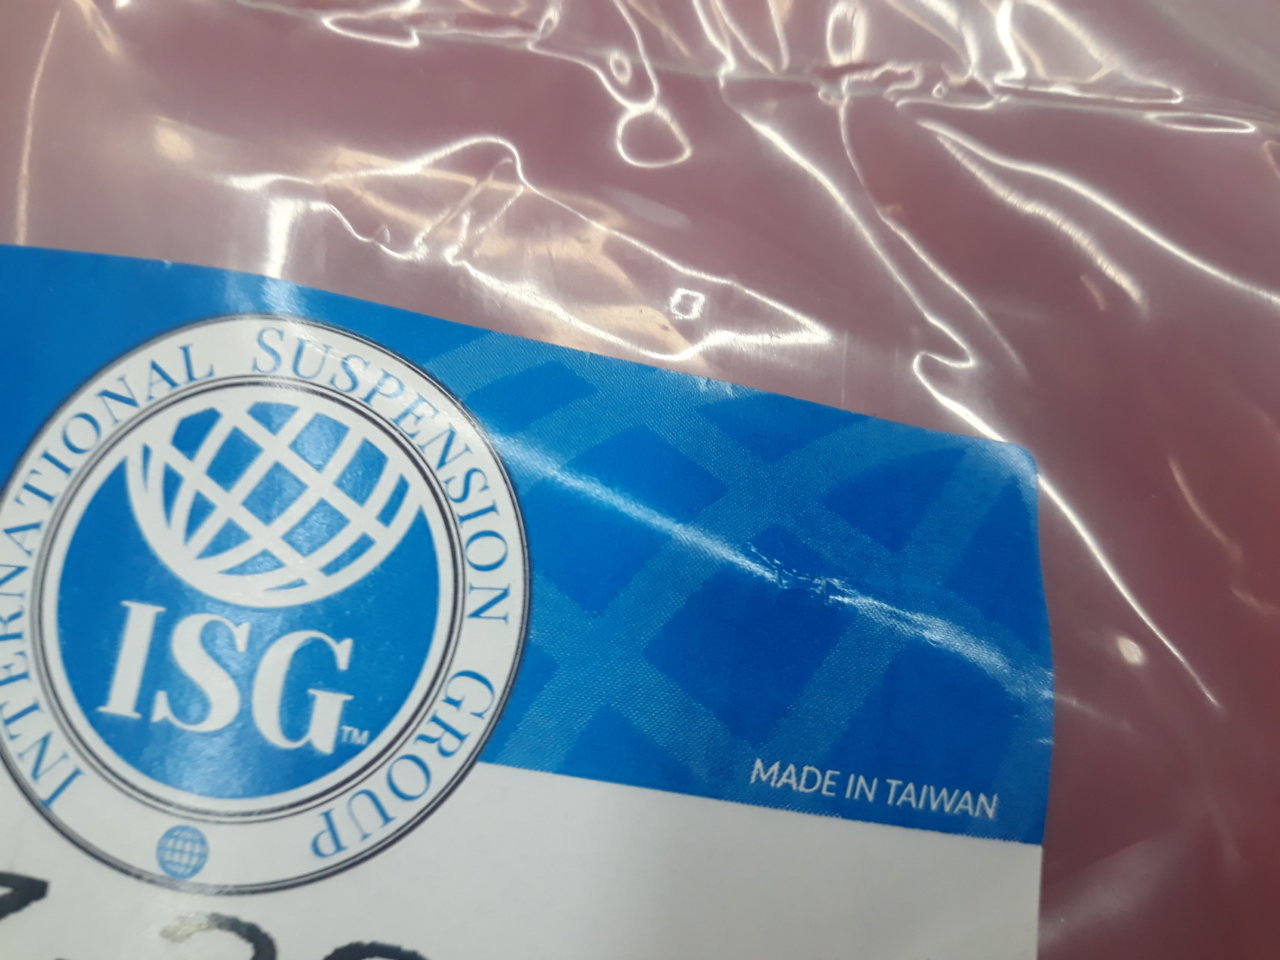 INTERNATIONAL SUSPENSION GROUP
ISG™
MADE IN TAIWAN